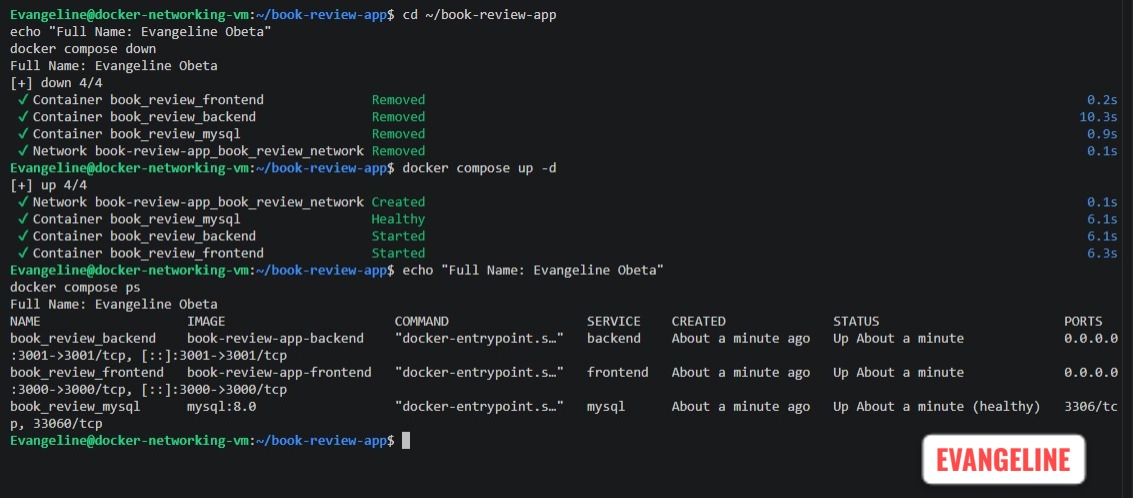 Evangeline@docker-networking-vm:~/book-review-app$ cd ~/book-review-app
echo "Full Name: Evangeline Obeta"
docker compose down
Full Name: Evangeline Obeta
[+] down 4/4
✓ Container book_review_frontend Removed 0.2s
✓ Container book_review_backend Removed 10.3s
✓ Container book_review_mysql Removed 0.9s
✓ Network book-review-app_book_review_network Removed 0.1s
Evangeline@docker-networking-vm:~/book-review-app$ docker compose up -d
[+] up 4/4
✓ Network book-review-app_book_review_network Created 0.1s
✓ Container book_review_mysql Healthy 6.1s
✓ Container book_review_backend Started 6.1s
✓ Container book_review_frontend Started 6.3s
Evangeline@docker-networking-vm:~/book-review-app$ echo "Full Name: Evangeline Obeta"
docker compose ps
Full Name: Evangeline Obeta
NAME IMAGE COMMAND SERVICE CREATED STATUS PORTS
book_review_backend book-review-app-backend "docker-entrypoint.s…" backend About a minute ago Up About a minute 0.0.0.0
:3001->3001/tcp, [::]:3001->3001/tcp
book_review_frontend book-review-app-frontend "docker-entrypoint.s…" frontend About a minute ago Up About a minute 0.0.0.0
:3000->3000/tcp, [::]:3000->3000/tcp
book_review_mysql mysql:8.0 "docker-entrypoint.s…" mysql About a minute ago Up About a minute (healthy) 3306/tc
p, 33060/tcp
Evangeline@docker-networking-vm:~/book-review-app$
EVANGELINE